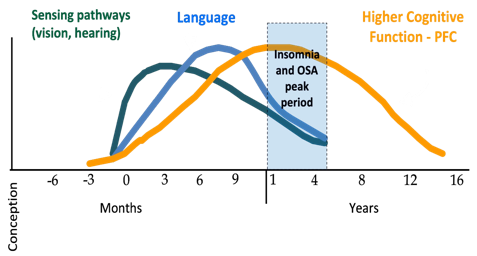 Sensing pathways
(vision, hearing)
Language
Higher Cognitive
Function - PFC
Insomnia
and OSA
peak
period
Conception
-6 -3 0 3 6 9 1 4 8 12 16
Months Years